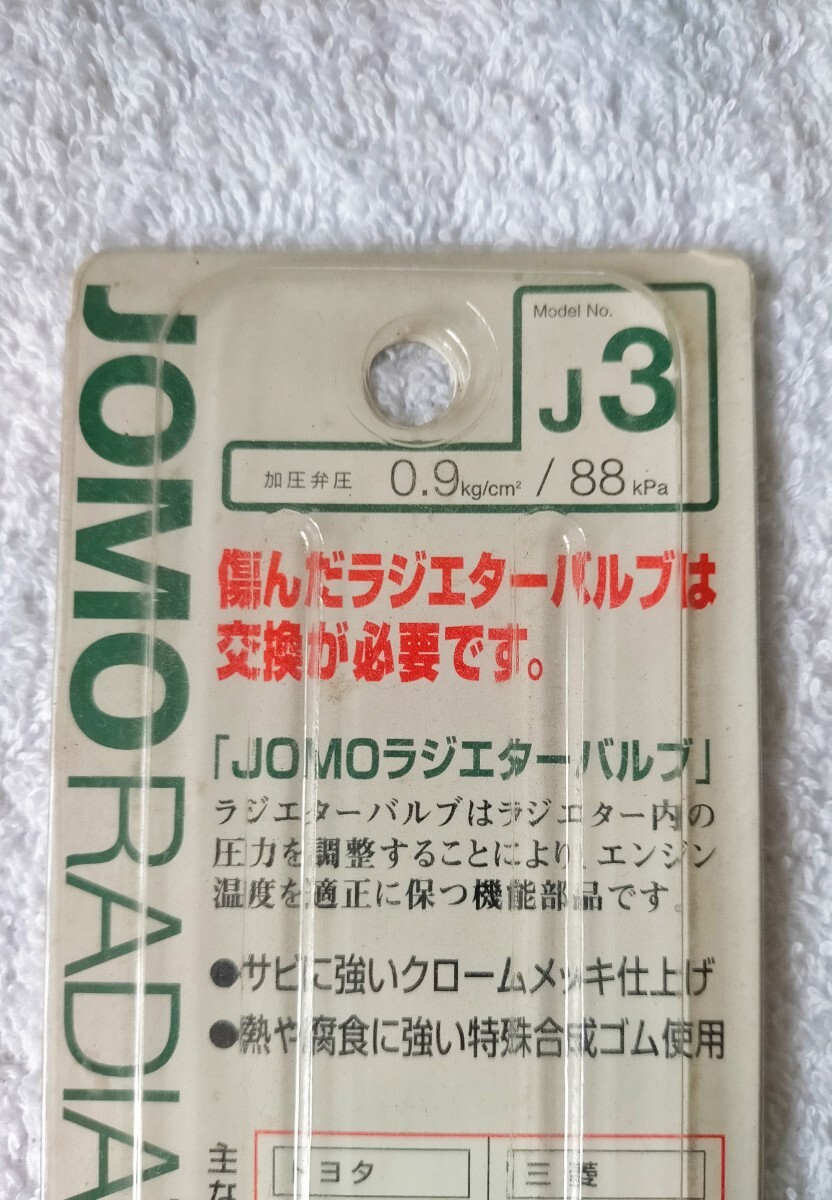 JOMO RADIA
Model No.
J3
加圧弁圧 0.9kg/cm² / 88kPa
傷んだラジエターバルブは
交換が必要です。
「JOMOラジエターバルブ」
ラジエターバルブはラジエター内の
圧力を調整することにより、エンジン
温度を適正に保つ機能部品です。
●サビに強いクロームメッキ仕上げ
●熱や腐食に強い特殊合成ゴム使用
主な
トヨタ
三菱